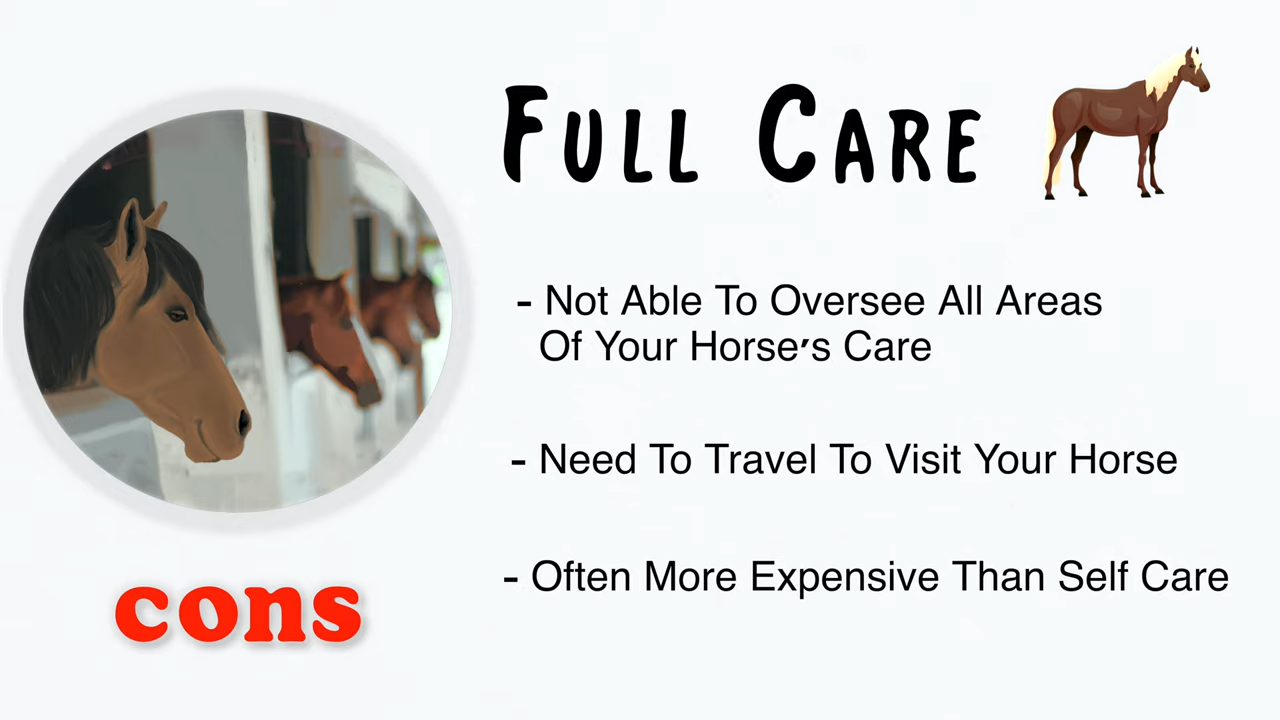 Full Care
- Not Able To Oversee All Areas
Of Your Horse's Care
- Need To Travel To Visit Your Horse
- Often More Expensive Than Self Care
cons